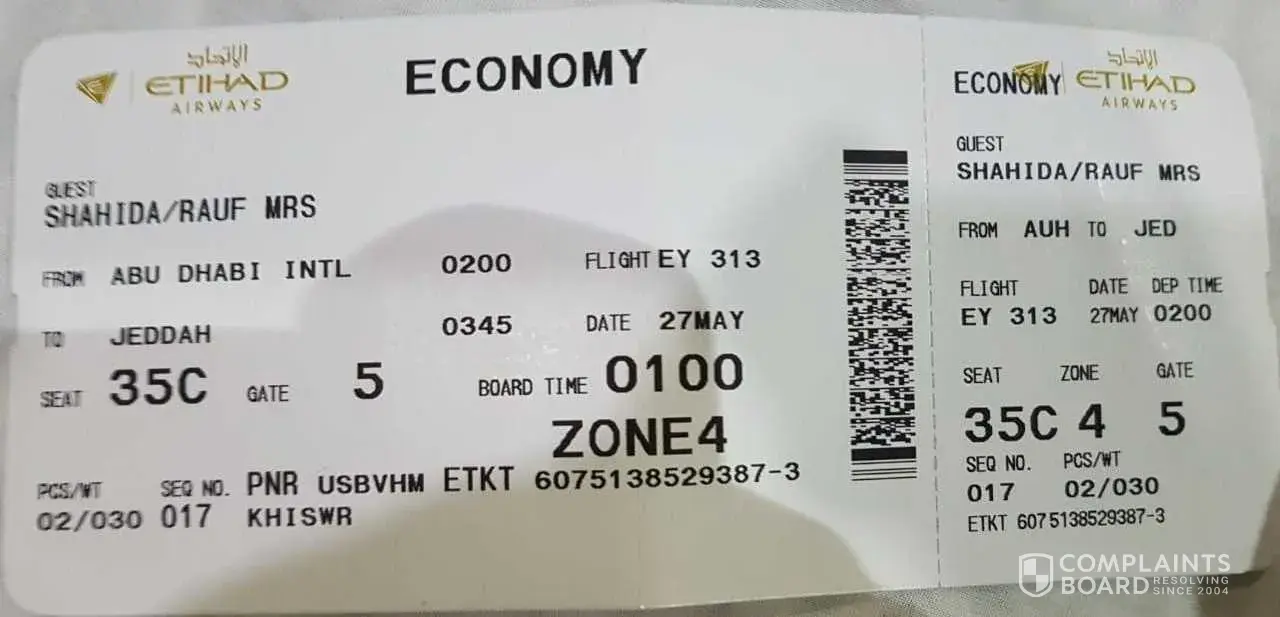 الإتحاد
ETIHAD
AIRWAYS
ECONOMY
GUEST
SHAHIDA/RAUF MRS
FROM ABU DHABI INTL 0200 FLIGHT EY 313
TO JEDDAH 0345 DATE 27MAY
SEAT 35C GATE 5 BOARD TIME 0100
ZONE4
PCS/WT SEQ NO. PNR USBVHM ETKT 6075138529387-3
02/030 017 KHISWR
الإتحاد
ECONOMY ETIHAD
AIRWAYS
GUEST
SHAHIDA/RAUF MRS
FROM AUH TO JED
FLIGHT DATE DEP TIME
EY 313 27MAY 0200
SEAT ZONE GATE
35C 4 5
SEQ NO. PCS/WT
017 02/030
ETKT 6075138529387-3
COMPLAINTS
BOARD RESOLVING
SINCE 2004